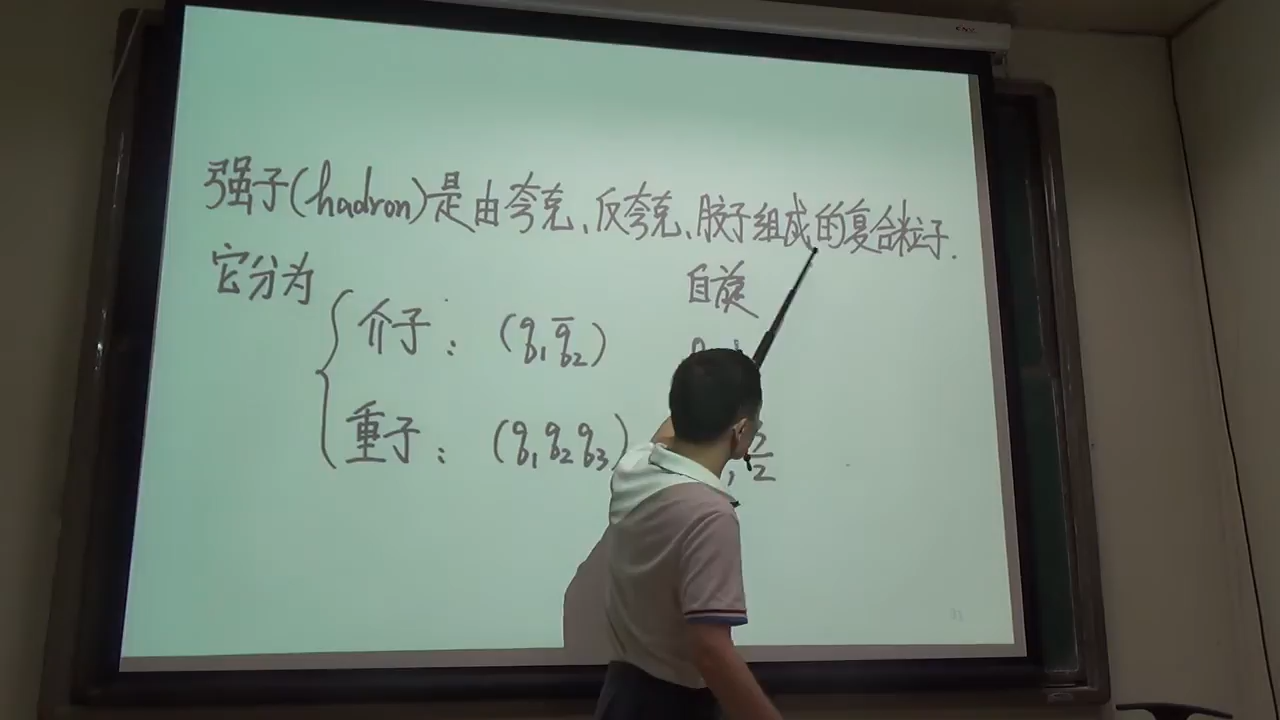 强子(hadron)是由夸克、反夸克、胶子组成的复合粒子.
它分为
自旋
介子: (q₁q̄₂)
重子: (q₁q₂q₃)
31